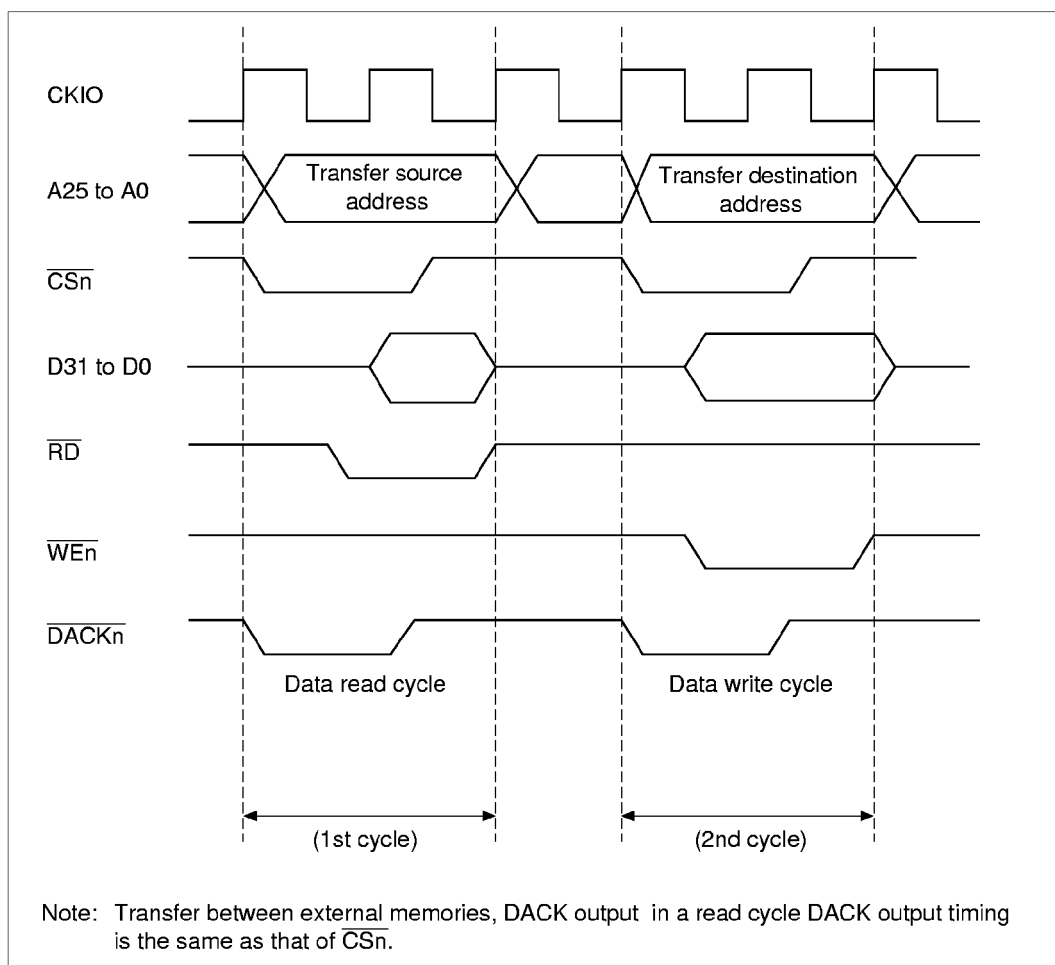 CKIO
A25 to A0
Transfer source
address
Transfer destination
address
CSn
D31 to D0
RD
WEn
DACKn
Data read cycle
Data write cycle
(1st cycle)
(2nd cycle)
Note: Transfer between external memories, DACK output in a read cycle DACK output timing
is the same as that of CSn.